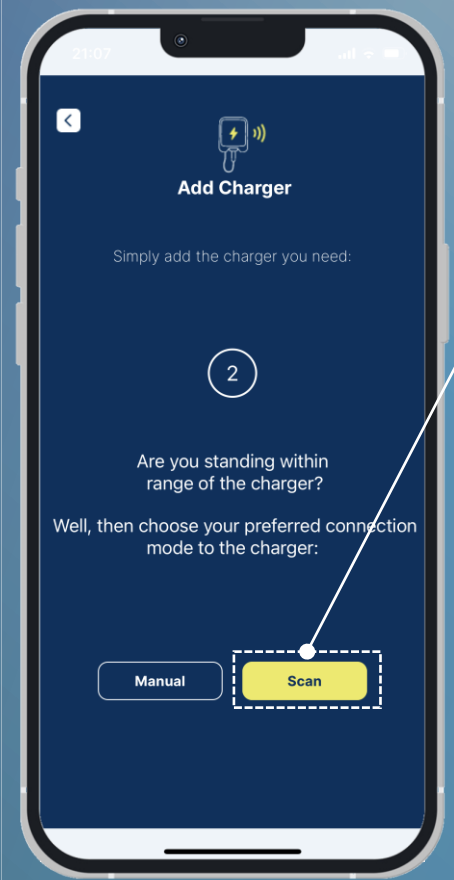 21:07
Add Charger
Simply add the charger you need:
2
Are you standing within
range of the charger?
Well, then choose your preferred connection
mode to the charger:
Manual
Scan